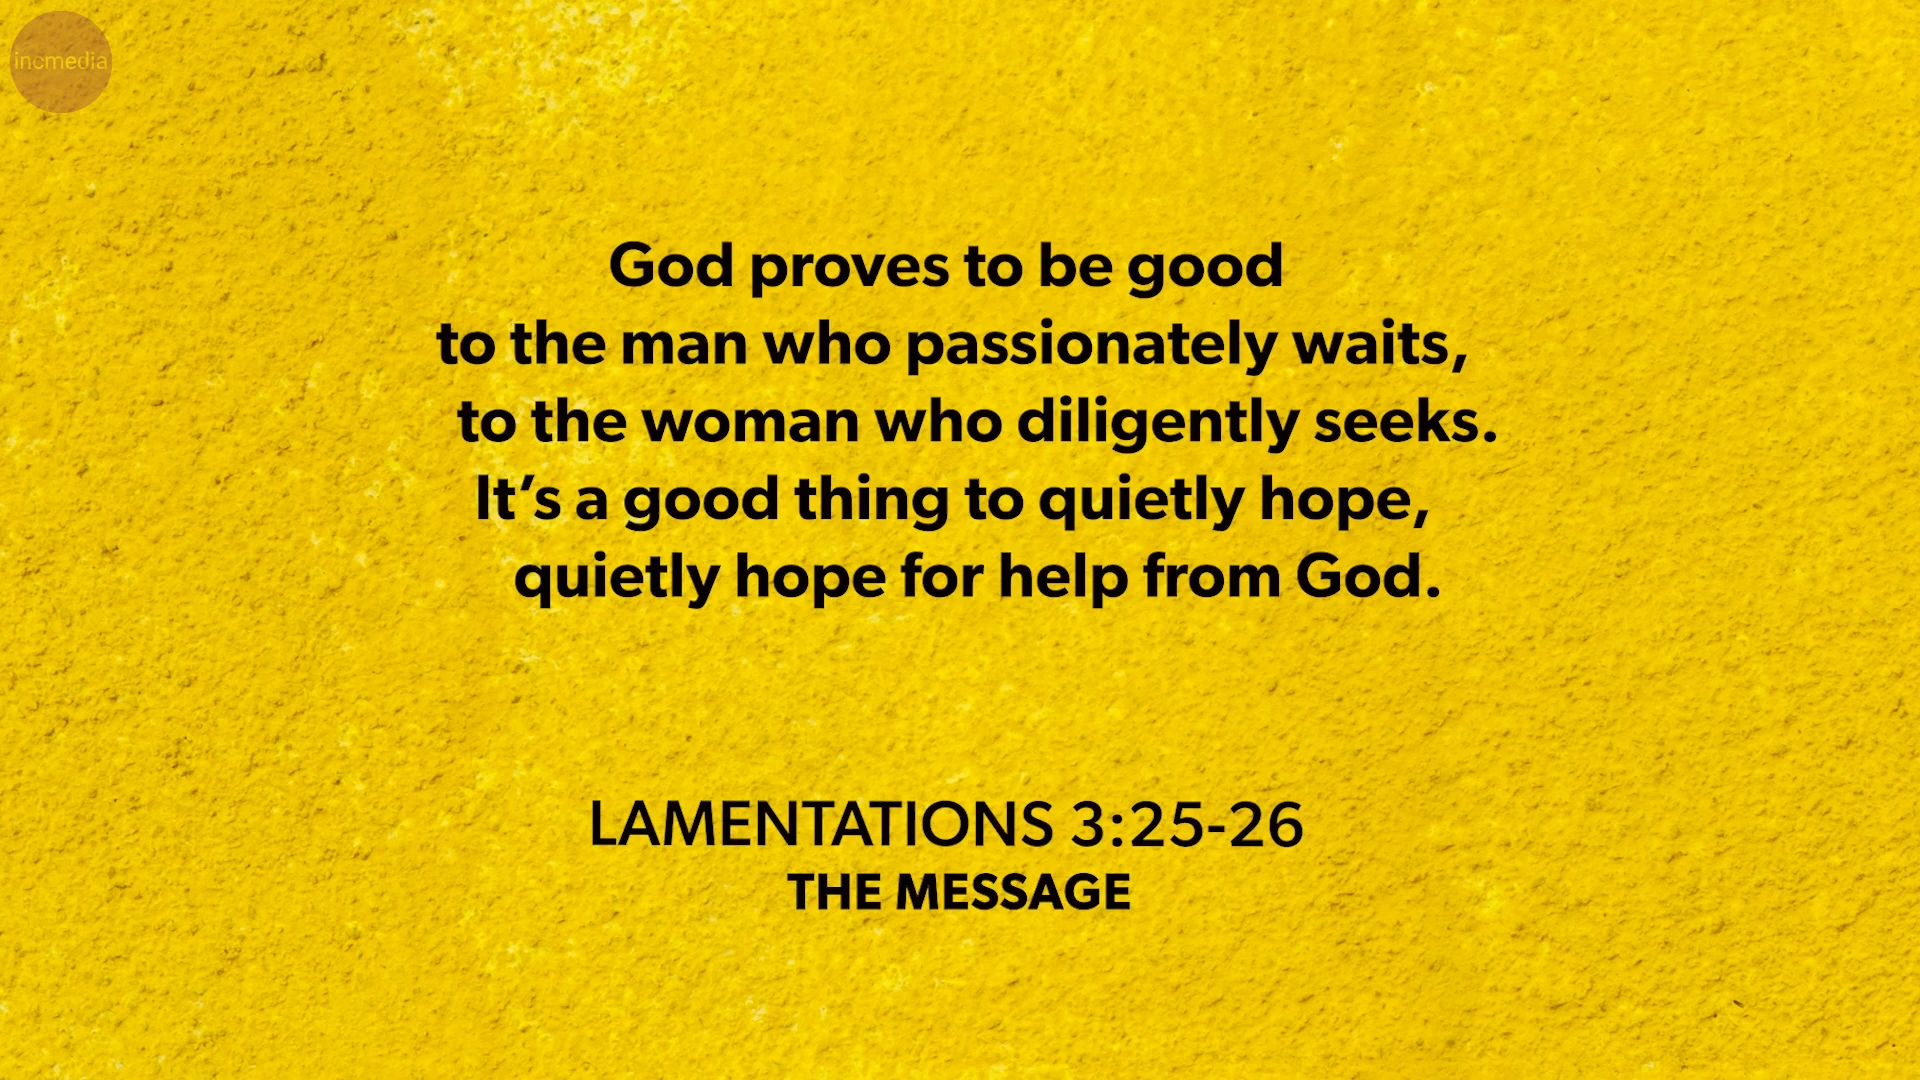 incmedia
God proves to be good
to the man who passionately waits,
to the woman who diligently seeks.
It’s a good thing to quietly hope,
quietly hope for help from God.
LAMENTATIONS 3:25-26
THE MESSAGE